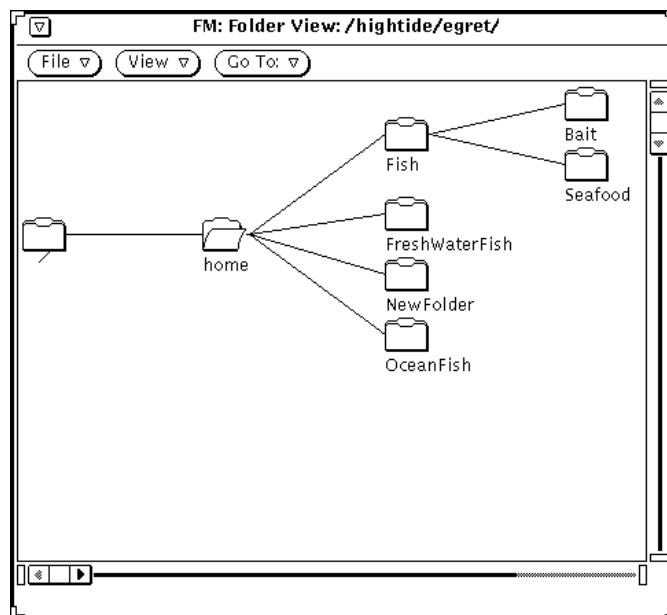 FM: Folder View: /hightide/egret/
File View Go To:
Bait
Fish
Seafood
/
FreshWaterFish
home
NewFolder
OceanFish